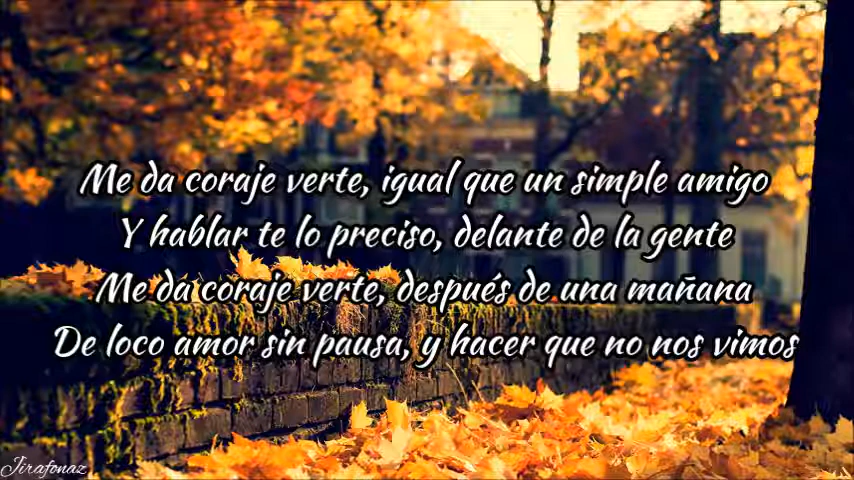 Me da coraje verte, igual que un simple amigo
Y hablar te lo preciso, delante de la gente
Me da coraje verte, después de una mañana
De loco amor sin pausa, y hacer que no nos vimos
Jirafonaz